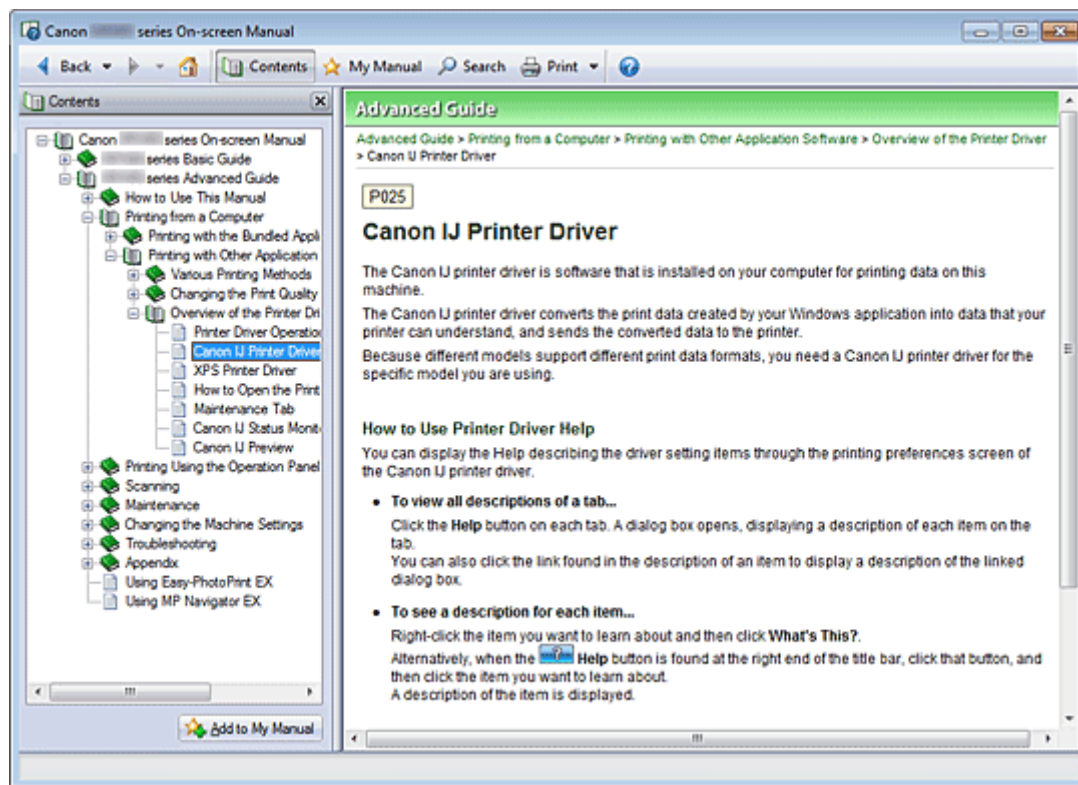 Canon series On-screen Manual
Back
Contents
My Manual
Search
Print
Contents
Canon series On-screen Manual
series Basic Guide
series Advanced Guide
How to Use This Manual
Printing from a Computer
Printing with the Bundled Appli
Printing with Other Application
Various Printing Methods
Changing the Print Quality
Overview of the Printer Dri
Printer Driver Operatio
Canon IJ Printer Driver
XPS Printer Driver
How to Open the Print
Maintenance Tab
Canon IJ Status Monit
Canon IJ Preview
Printing Using the Operation Panel
Scanning
Maintenance
Changing the Machine Settings
Troubleshooting
Appendix
Using Easy-PhotoPrint EX
Using MP Navigator EX
Add to My Manual
Advanced Guide
Advanced Guide > Printing from a Computer > Printing with Other Application Software > Overview of the Printer Driver
> Canon IJ Printer Driver
P025
Canon IJ Printer Driver
The Canon IJ printer driver is software that is installed on your computer for printing data on this
machine.
The Canon IJ printer driver converts the print data created by your Windows application into data that your
printer can understand, and sends the converted data to the printer.
Because different models support different print data formats, you need a Canon IJ printer driver for the
specific model you are using.
How to Use Printer Driver Help
You can display the Help describing the driver setting items through the printing preferences screen of
the Canon IJ printer driver.
• To view all descriptions of a tab...
Click the Help button on each tab. A dialog box opens, displaying a description of each item on the
tab.
You can also click the link found in the description of an item to display a description of the linked
dialog box.
• To see a description for each item...
Right-click the item you want to learn about and then click What's This?.
Alternatively, when the ? Help button is found at the right end of the title bar, click that button, and
then click the item you want to learn about.
A description of the item is displayed.